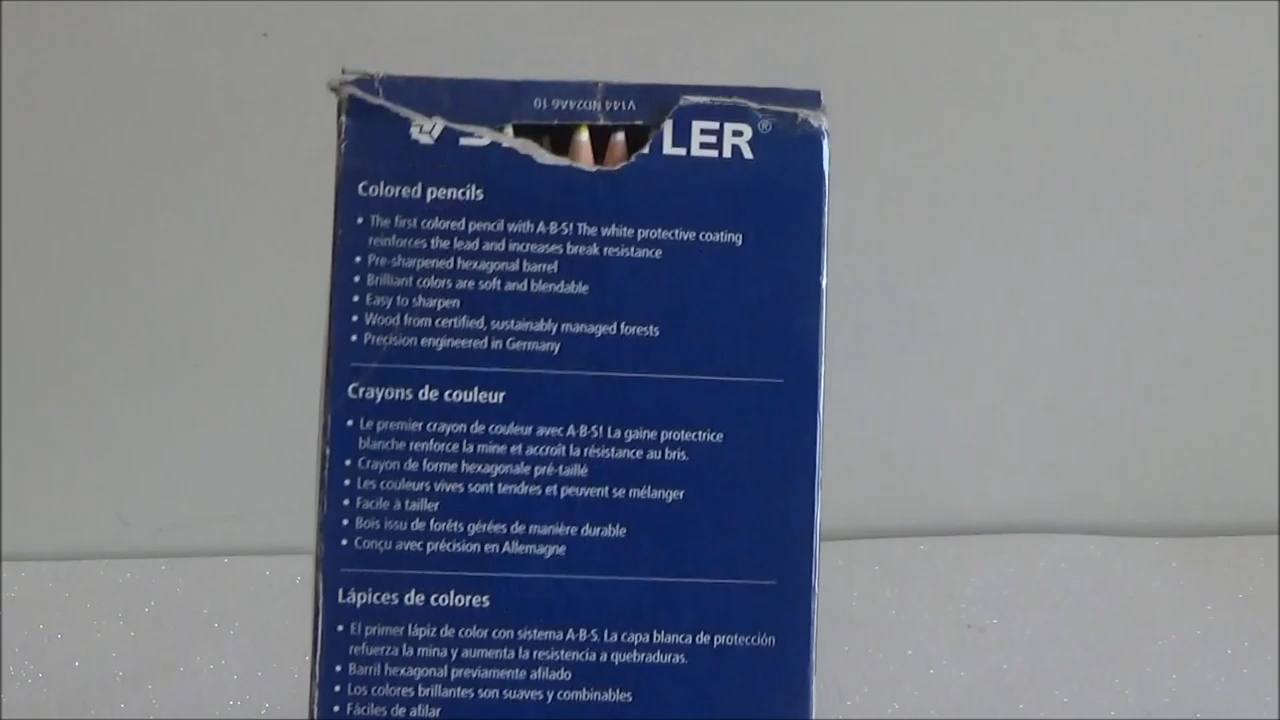 V144 ND24A6 10
LER®
Colored pencils
• The first colored pencil with A·B·S! The white protective coating
reinforces the lead and increases break resistance
• Pre-sharpened hexagonal barrel
• Brilliant colors are soft and blendable
• Easy to sharpen
• Wood from certified, sustainably managed forests
• Precision engineered in Germany
Crayons de couleur
• Le premier crayon de couleur avec A·B·S! La gaine protectrice
blanche renforce la mine et accroît la résistance au bris.
• Crayon de forme hexagonale pré-taillé
• Les couleurs vives sont tendres et peuvent se mélanger
• Facile à tailler
• Bois issu de forêts gérées de manière durable
• Conçu avec précision en Allemagne
Lápices de colores
• El primer lápiz de color con sistema A·B·S. La capa blanca de protección
refuerza la mina y aumenta la resistencia a quebraduras.
• Barril hexagonal previamente afilado
• Los colores brillantes son suaves y combinables
• Fáciles de afilar